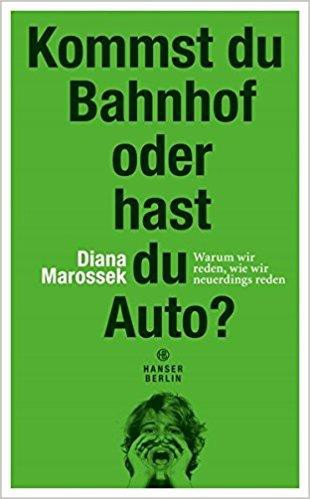 Kommst du
Bahnhof
oder
hast
du
Auto?
Diana
Marossek
Warum wir
reden, wie wir
neuerdings reden
HANSER
BERLIN